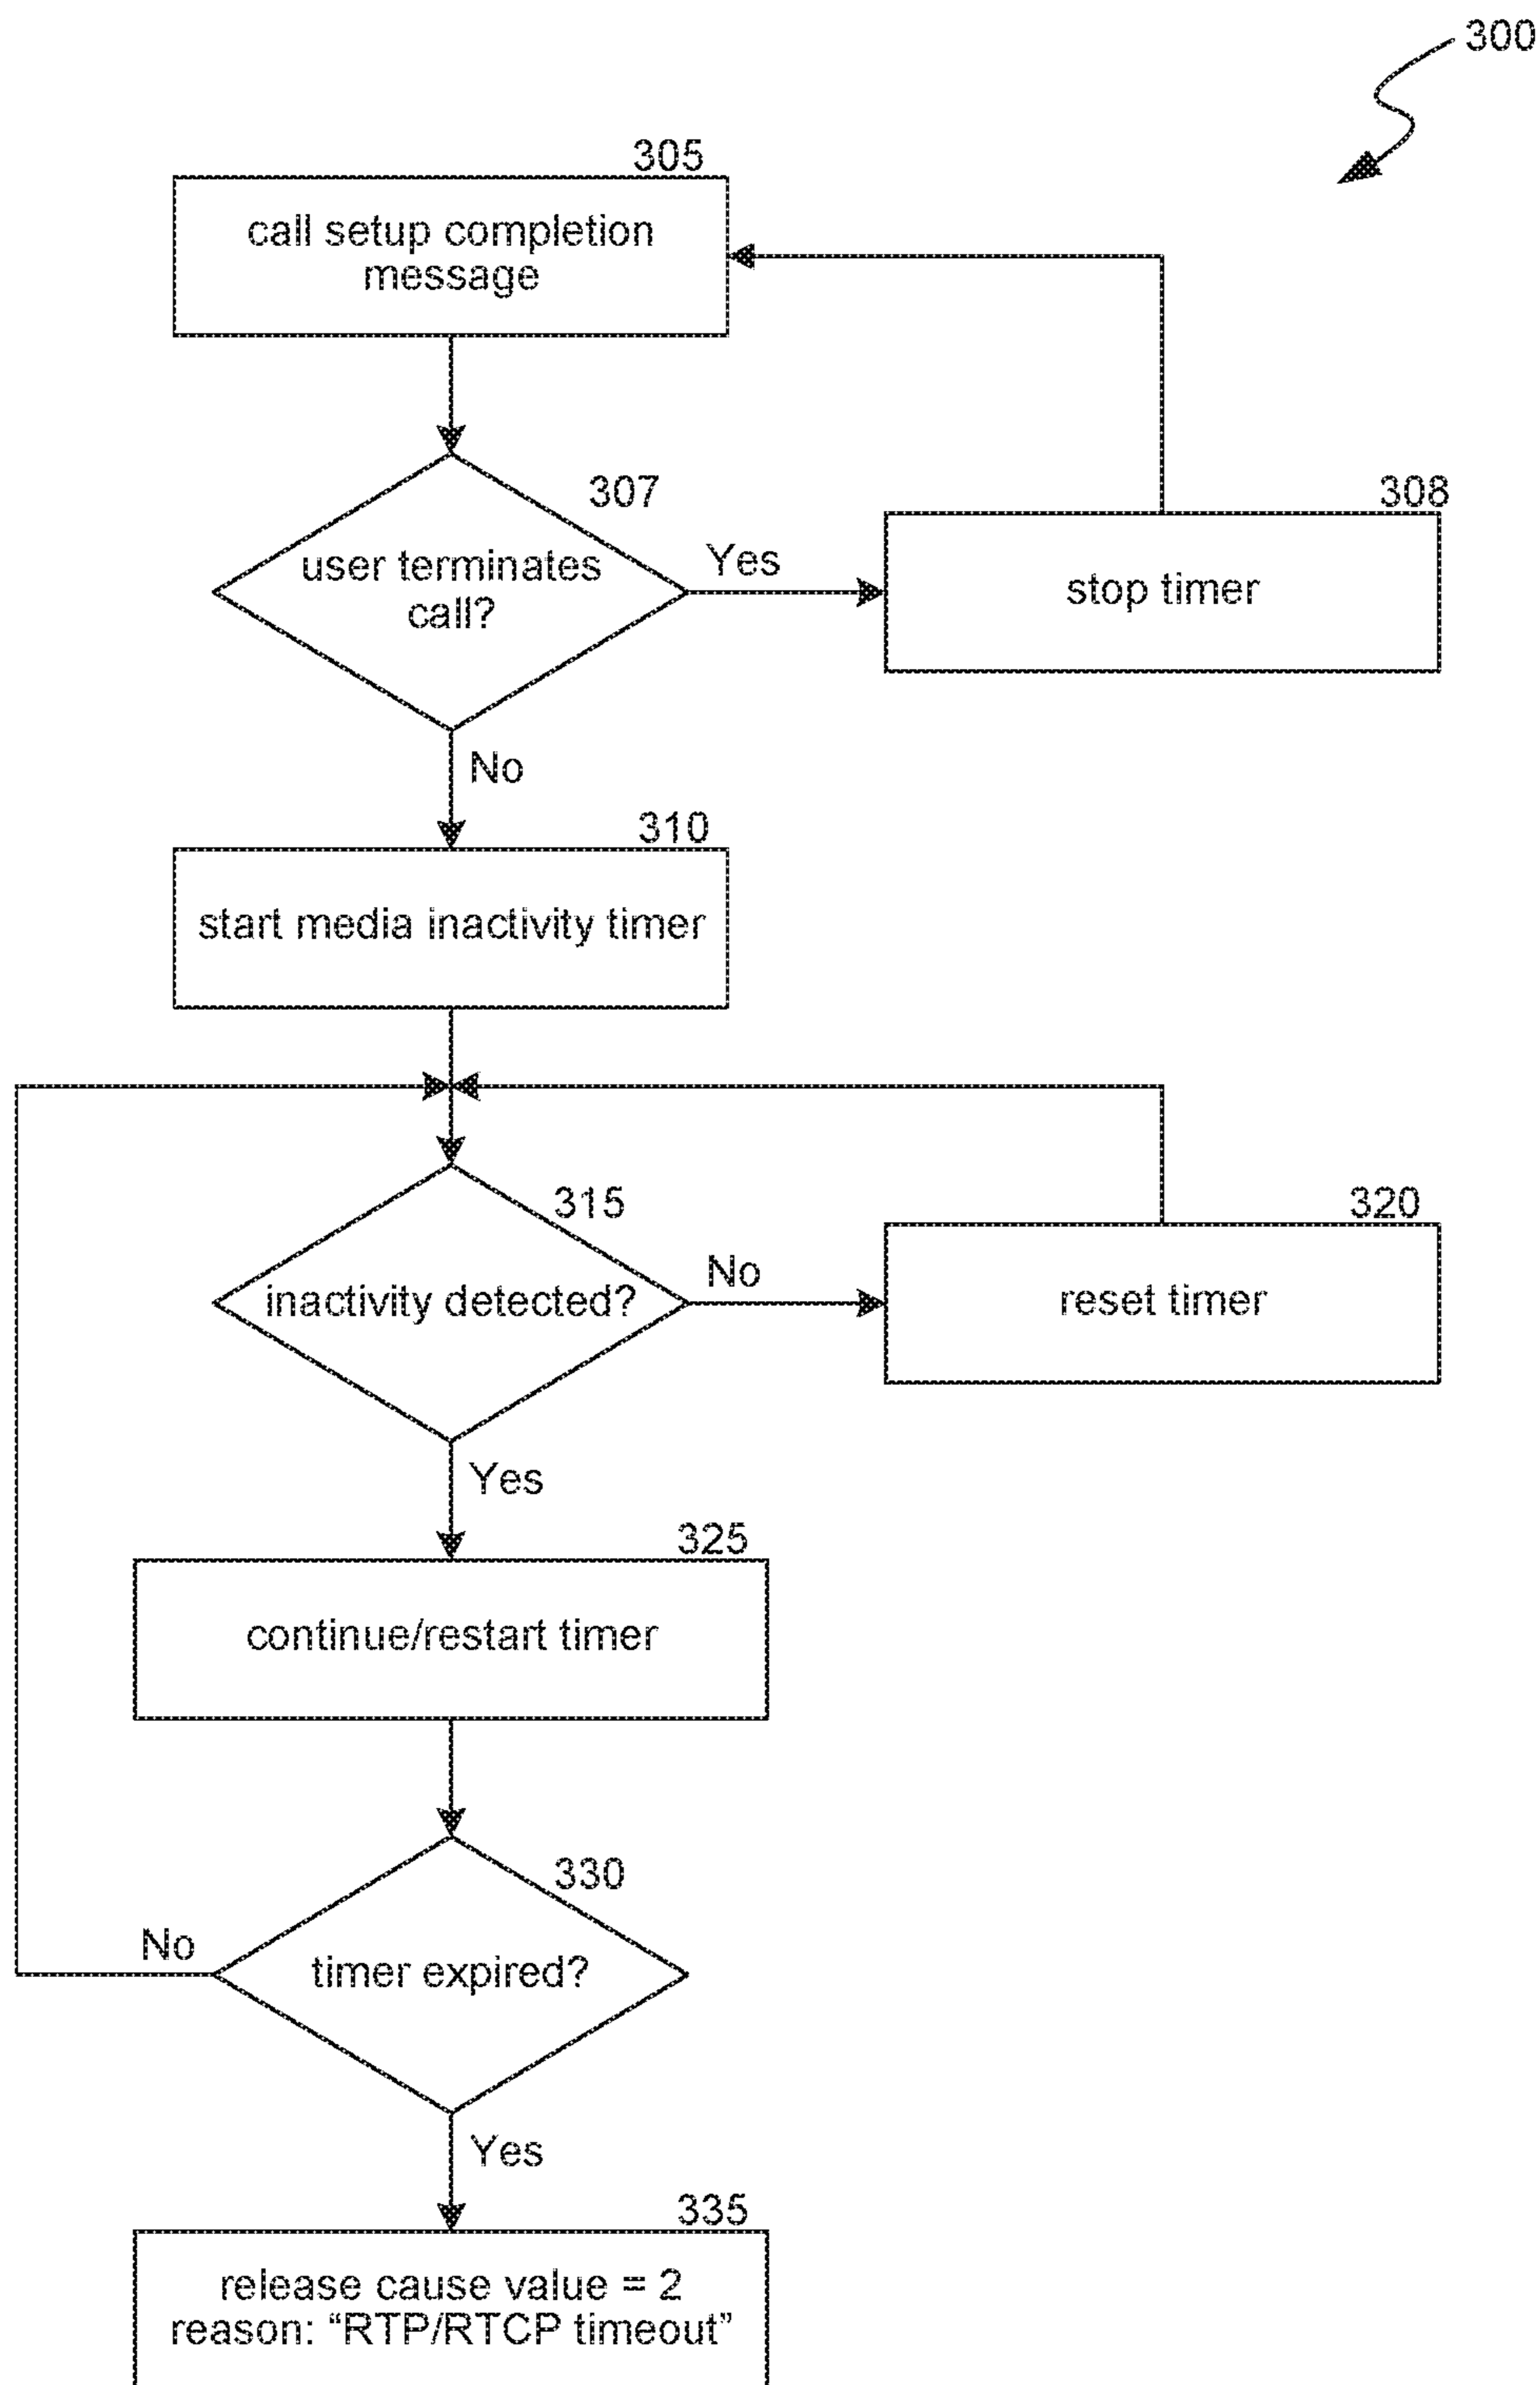 300
305
call setup completion
message
307
user terminates
call?
Yes
308
stop timer
No
310
start media inactivity timer
315
inactivity detected?
No
320
reset timer
Yes
325
continue/restart timer
330
timer expired?
No
Yes
335
release cause value = 2
reason: “RTP/RTCP timeout”